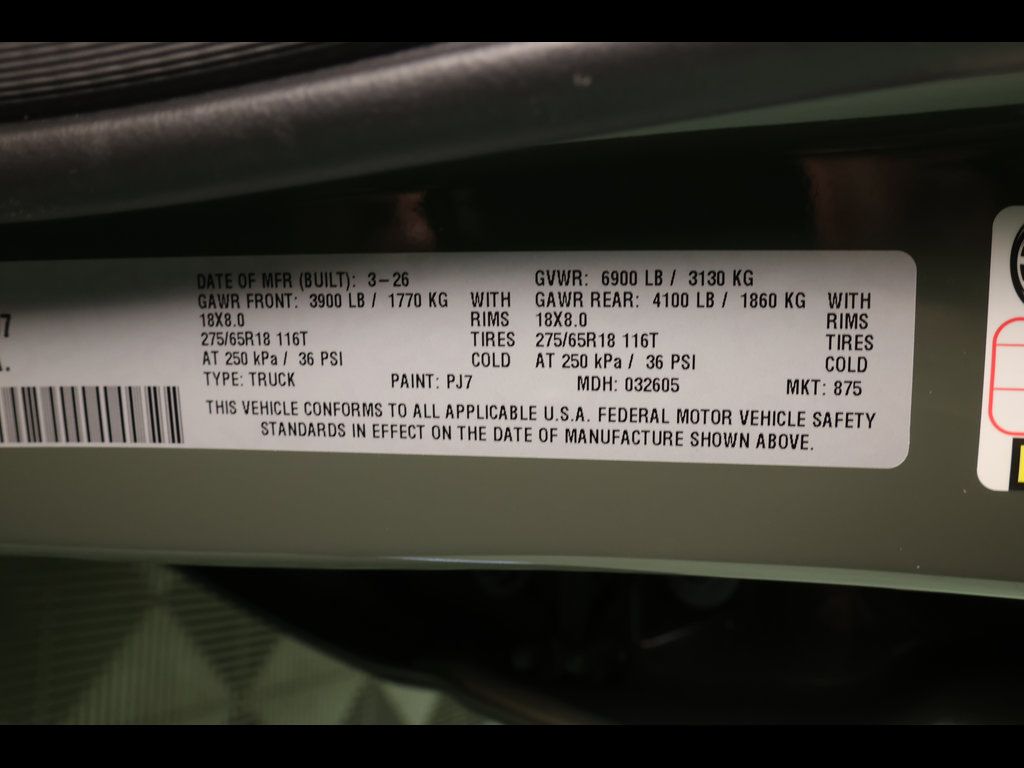 DATE OF MFR (BUILT): 3-26 GVWR: 6900 LB / 3130 KG
GAWR FRONT: 3900 LB / 1770 KG WITH GAWR REAR: 4100 LB / 1860 KG WITH
18X8.0 RIMS 18X8.0 RIMS
7 275/65R18 116T TIRES 275/65R18 116T TIRES
AT 250 kPa / 36 PSI COLD AT 250 kPa / 36 PSI COLD
TYPE: TRUCK PAINT: PJ7 MDH: 032605 MKT: 875
THIS VEHICLE CONFORMS TO ALL APPLICABLE U.S.A. FEDERAL MOTOR VEHICLE SAFETY
STANDARDS IN EFFECT ON THE DATE OF MANUFACTURE SHOWN ABOVE.